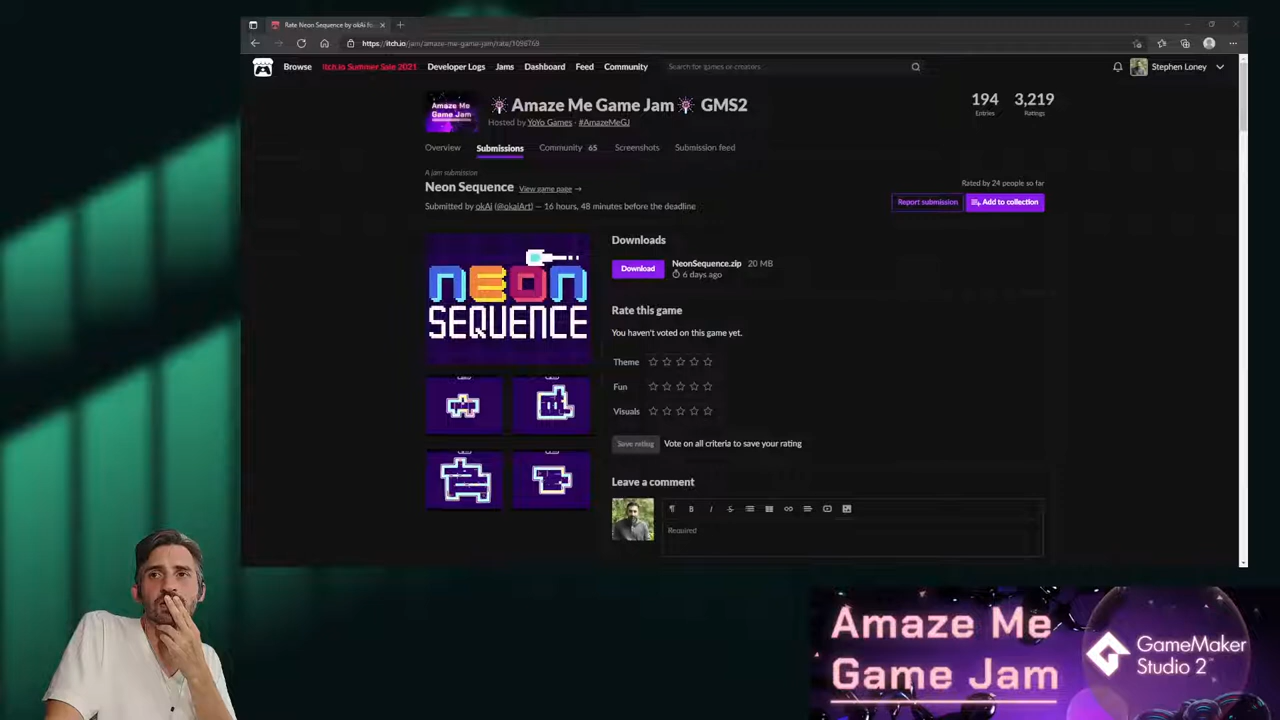 Rate Neon Sequence by okAi fo
https://itch.io/jam/amaze-me-game-jam/rate/1096769
Browse
itch.io Summer Sale 2021
Developer Logs
Jams
Dashboard
Feed
Community
Search for games or creators
Stephen Loney
Amaze Me
Game Jam
Amaze Me Game Jam
GMS2
Hosted by YoYo Games · #AmazeMeGJ
194
Entries
3,219
Ratings
Overview
Submissions
Community 65
Screenshots
Submission feed
A jam submission
Neon Sequence View game page →
Submitted by okAi (@okaiArt) — 16 hours, 48 minutes before the deadline
Rated by 24 people so far
Report submission
Add to collection
NEON
SEQUENCE
Downloads
Download
NeonSequence.zip 20 MB
6 days ago
Rate this game
You haven't voted on this game yet.
Theme
Fun
Visuals
Save rating
Vote on all criteria to save your rating
Leave a comment
Required
Amaze Me
Game Jam
GameMaker
Studio 2